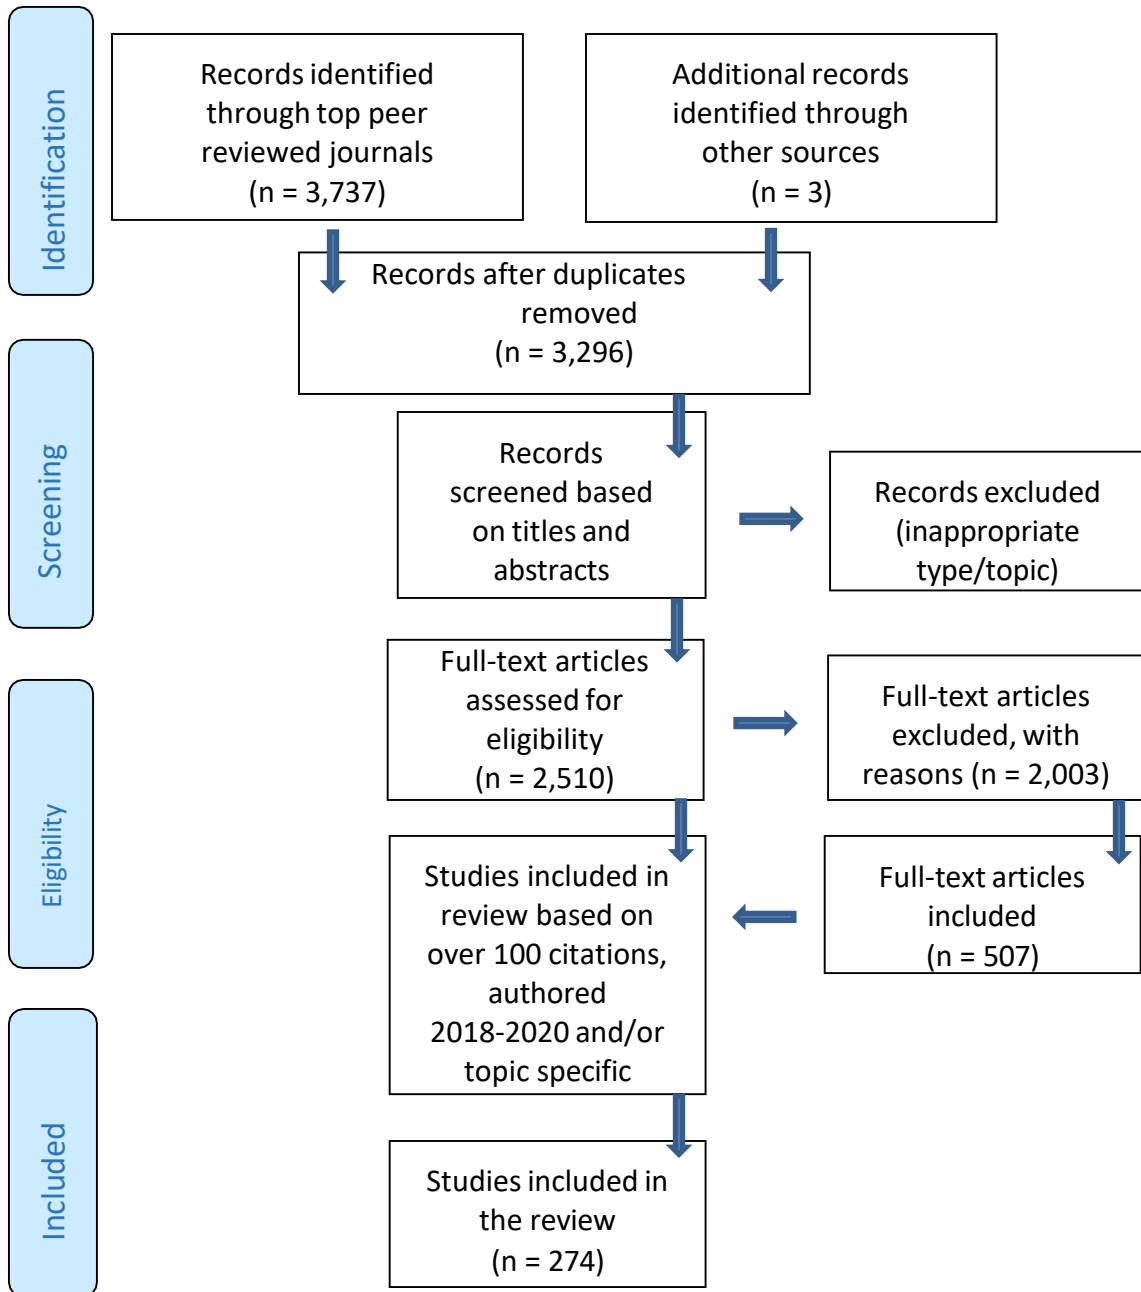 Identification
Records identified
through top peer
reviewed journals
(n = 3,737)
Additional records
identified through
other sources
(n = 3)
Records after duplicates
removed
(n = 3,296)
Screening
Records
screened based
on titles and
abstracts
Records excluded
(inappropriate
type/topic)
Eligibility
Full-text articles
assessed for
eligibility
(n = 2,510)
Full-text articles
excluded, with
reasons (n = 2,003)
Studies included in
review based on
over 100 citations,
authored
2018-2020 and/or
topic specific
Full-text articles
included
(n = 507)
Included
Studies included in
the review
(n = 274)